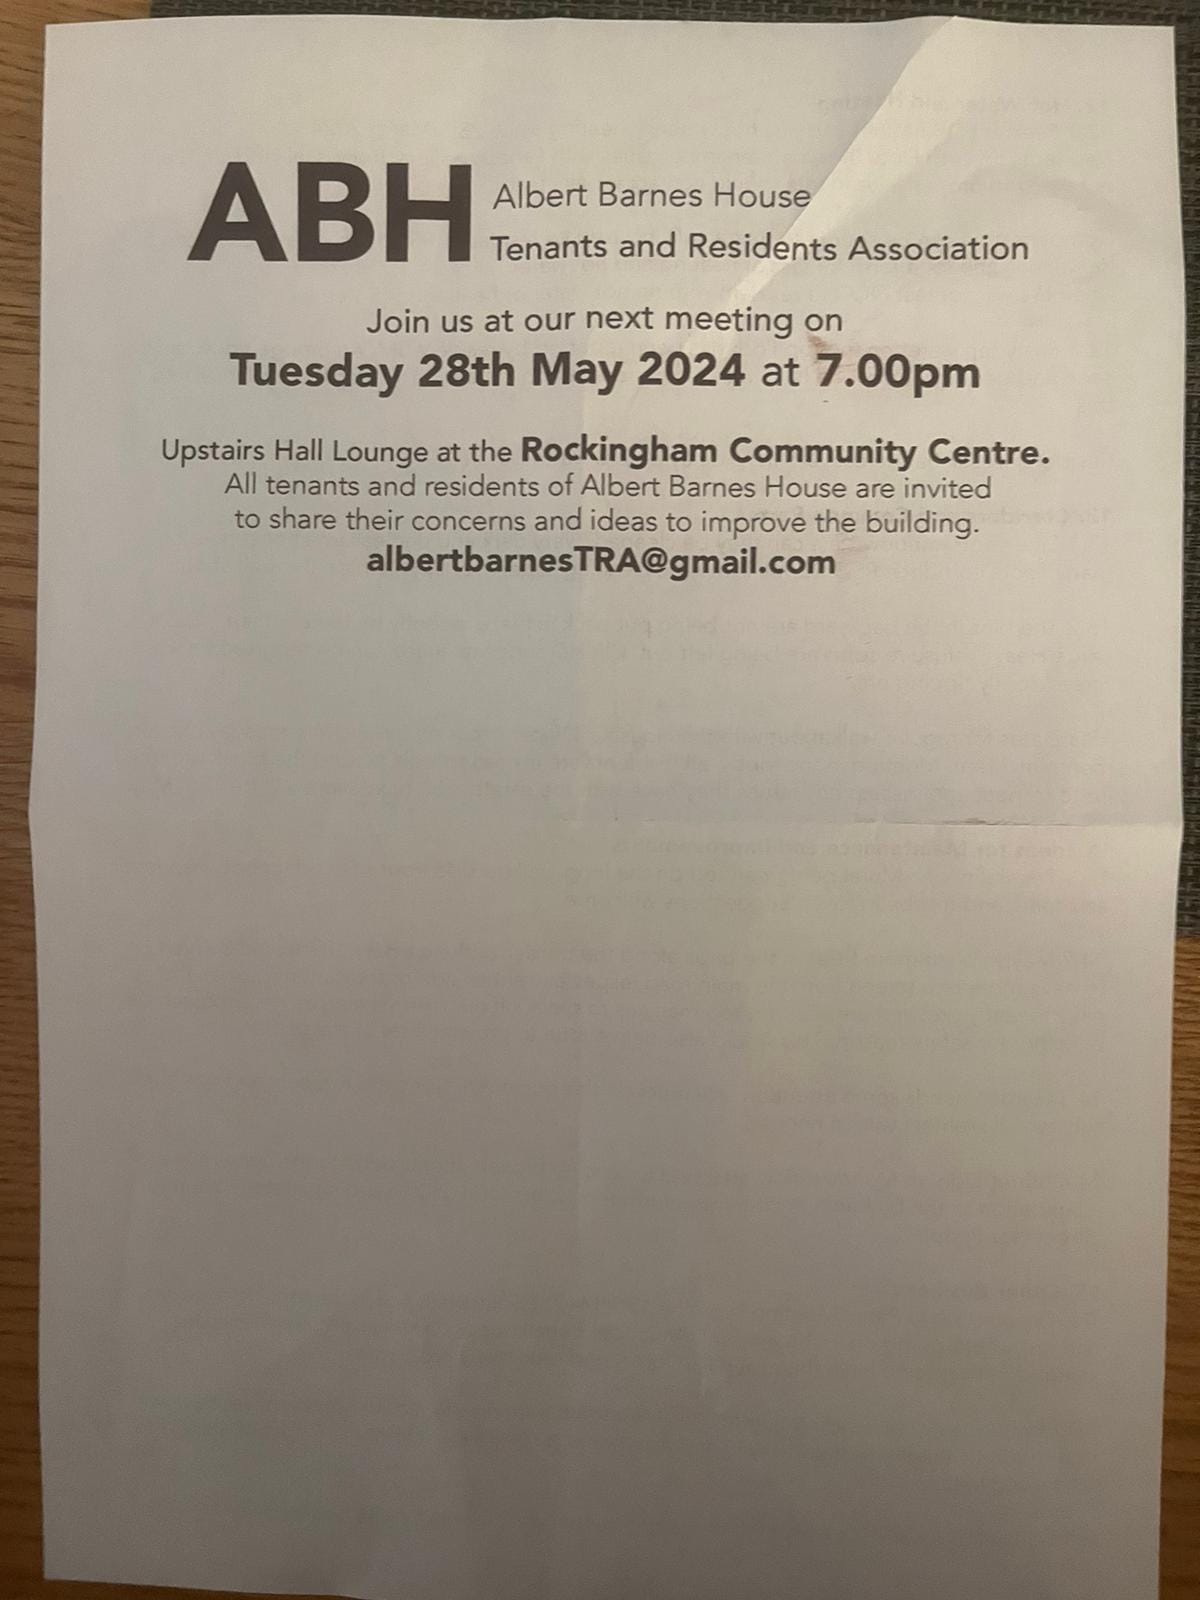 ABH
Albert Barnes House
Tenants and Residents Association
Join us at our next meeting on
Tuesday 28th May 2024 at 7.00pm
Upstairs Hall Lounge at the Rockingham Community Centre.
All tenants and residents of Albert Barnes House are invited
to share their concerns and ideas to improve the building.
albertbarnesTRA@gmail.com